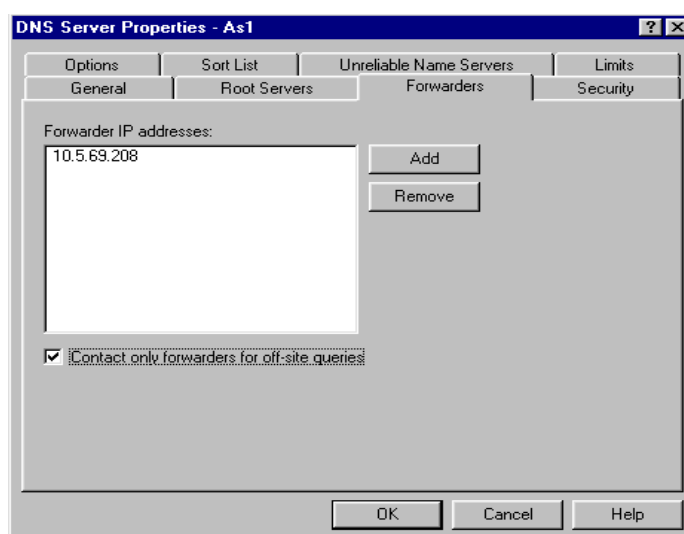 DNS Server Properties - As1
Options Sort List Unreliable Name Servers Limits
General Root Servers Forwarders Security
Forwarder IP addresses:
10.5.69.208
Add
Remove
Contact only forwarders for off-site queries
OK Cancel Help